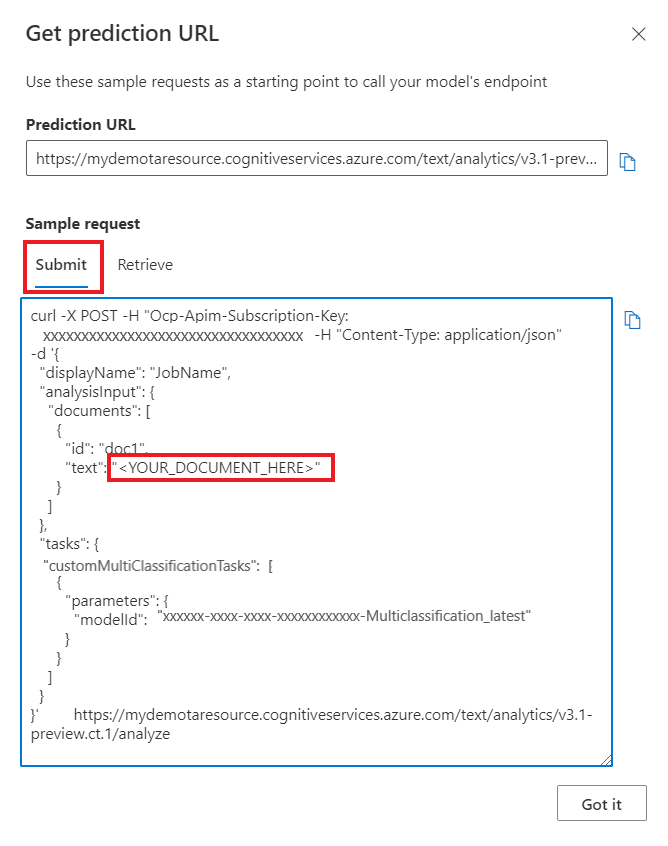 Get prediction URL
Use these sample requests as a starting point to call your model's endpoint
Prediction URL
https://mydemotaresource.cognitiveservices.azure.com/text/analytics/v3.1-prev...
Sample request
Submit Retrieve
curl -X POST -H "Ocp-Apim-Subscription-Key:
xxxxxxxxxxxxxxxxxxxxxxxxxxxxxxxxxx -H "Content-Type: application/json"
-d '{
"displayName": "JobName",
"analysisInput": {
"documents": [
{
"id": "doc1",
"text": "<YOUR_DOCUMENT_HERE>"
}
]
},
"tasks": {
"customMultiClassificationTasks": [
{
"parameters": {
"modelId": "xxxxxx-xxxx-xxxx-xxxxxxxxxxxx-Multiclassification_latest"
}
}
]
}
}' https://mydemotaresource.cognitiveservices.azure.com/text/analytics/v3.1-
preview.ct.1/analyze
Got it